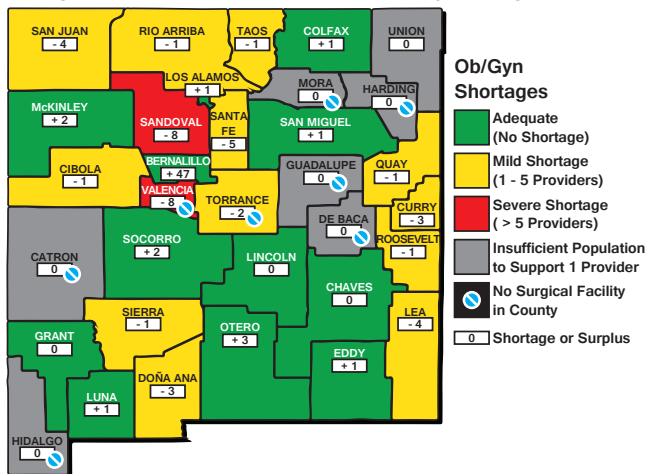 SAN JUAN
- 4
RIO ARRIBA
- 1
TAOS
- 1
COLFAX
+ 1
UNION
0
LOS ALAMOS
+ 1
MORA
0
HARDING
0
McKINLEY
+ 2
SANDOVAL
- 8
SANTA
FE
- 5
SAN MIGUEL
+ 1
CIBOLA
- 1
BERNALILLO
+ 47
VALENCIA
- 8
TORRANCE
- 2
GUADALUPE
0
QUAY
- 1
CURRY
- 3
DE BACA
0
ROOSEVELT
- 1
CATRON
0
SOCORRO
+ 2
LINCOLN
0
CHAVES
0
SIERRA
- 1
OTERO
+ 3
LEA
- 4
GRANT
0
EDDY
+ 1
DOÑA ANA
- 3
LUNA
+ 1
HIDALGO
0
Ob/Gyn
Shortages
Adequate
(No Shortage)
Mild Shortage
(1 - 5 Providers)
Severe Shortage
( > 5 Providers)
Insufficient Population
to Support 1 Provider
No Surgical Facility
in County
0 Shortage or Surplus